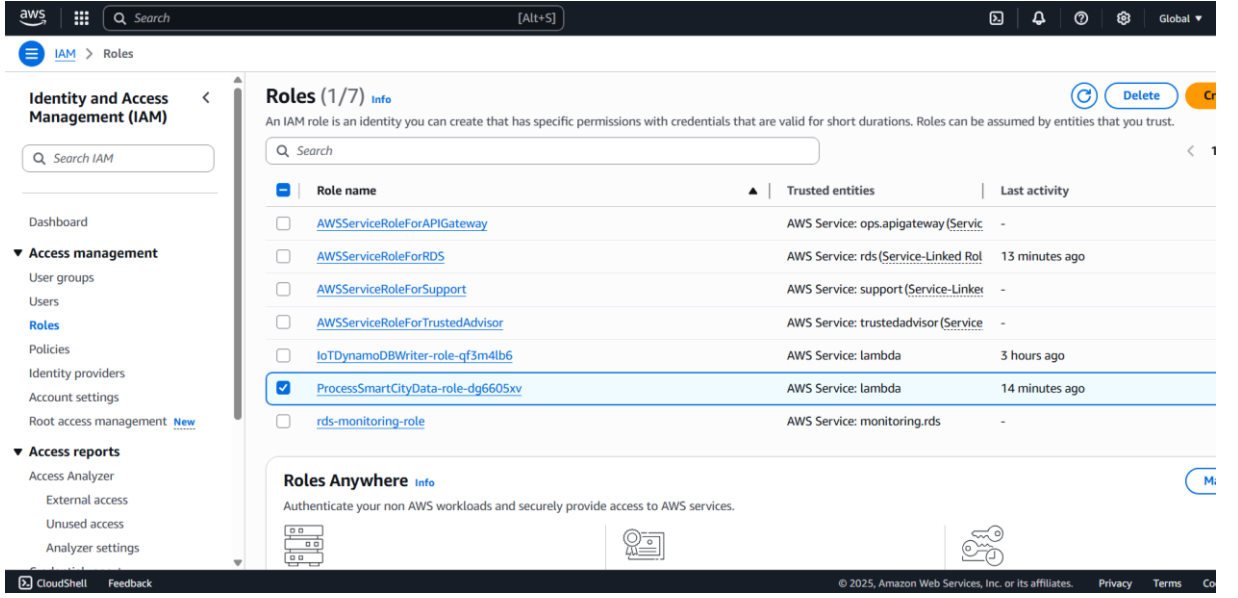 aws Search [Alt+S] Global
IAM > Roles
Identity and Access Management (IAM)
Search IAM
Dashboard
Access management
User groups
Users
Roles
Policies
Identity providers
Account settings
Root access management New
Access reports
Access Analyzer
External access
Unused access
Analyzer settings
Roles (1/7) Info
Delete
An IAM role is an identity you can create that has specific permissions with credentials that are valid for short durations. Roles can be assumed by entities that you trust.
Search
Role name Trusted entities Last activity
AWSServiceRoleForAPIGateway AWS Service: ops.apigateway (Servic -
AWSServiceRoleForRDS AWS Service: rds (Service-Linked Rol 13 minutes ago
AWSServiceRoleForSupport AWS Service: support (Service-Linke -
AWSServiceRoleForTrustedAdvisor AWS Service: trustedadvisor (Service -
IoTDynamoDBWriter-role-qf3m4lb6 AWS Service: lambda 3 hours ago
ProcessSmartCityData-role-dg6605xv AWS Service: lambda 14 minutes ago
rds-monitoring-role AWS Service: monitoring.rds -
Roles Anywhere Info
Authenticate your non AWS workloads and securely provide access to AWS services.
CloudShell Feedback © 2025, Amazon Web Services, Inc. or its affiliates. Privacy Terms